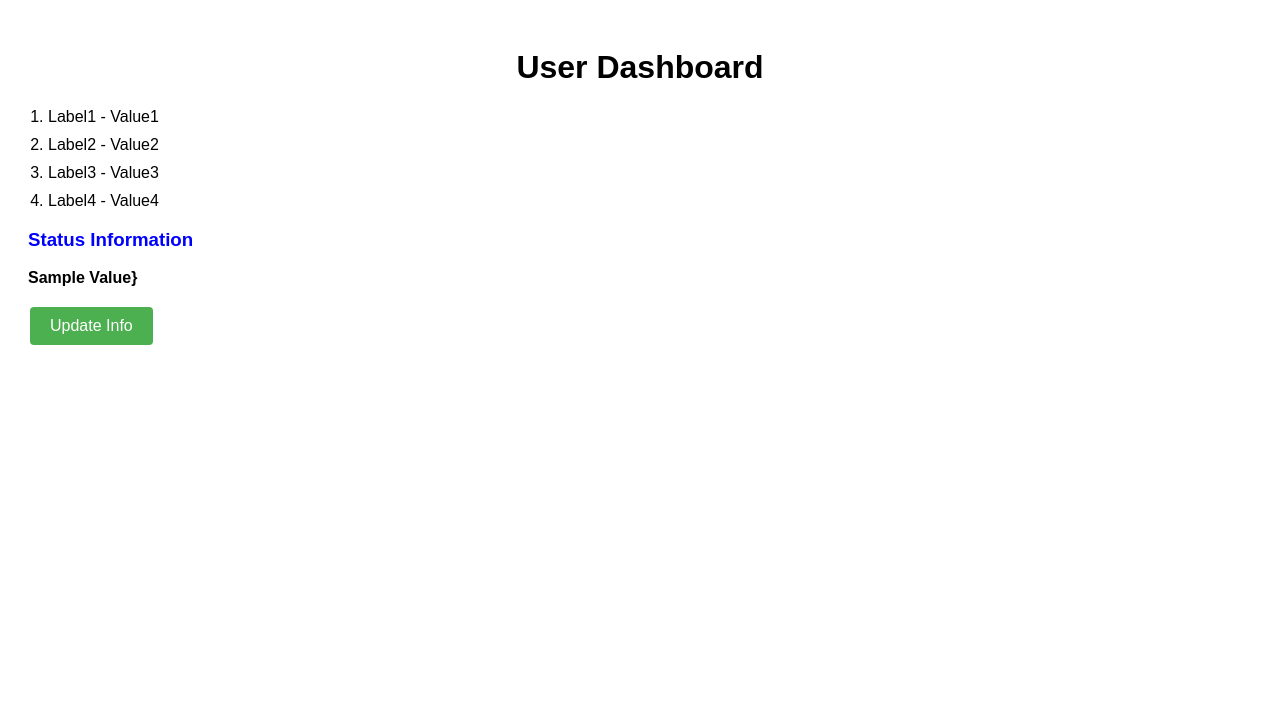 User Dashboard
1. Label1 - Value1
2. Label2 - Value2
3. Label3 - Value3
4. Label4 - Value4
Status Information
Sample Value}
Update Info